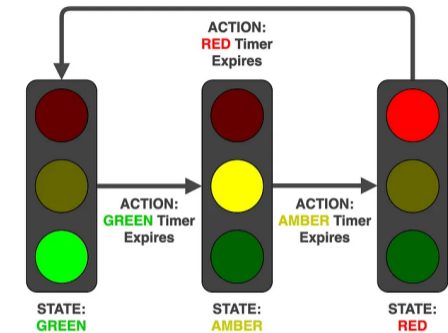 ACTION:
RED Timer
Expires
ACTION:
GREEN Timer
Expires
ACTION:
AMBER Timer
Expires
STATE:
GREEN
STATE:
AMBER
STATE:
RED